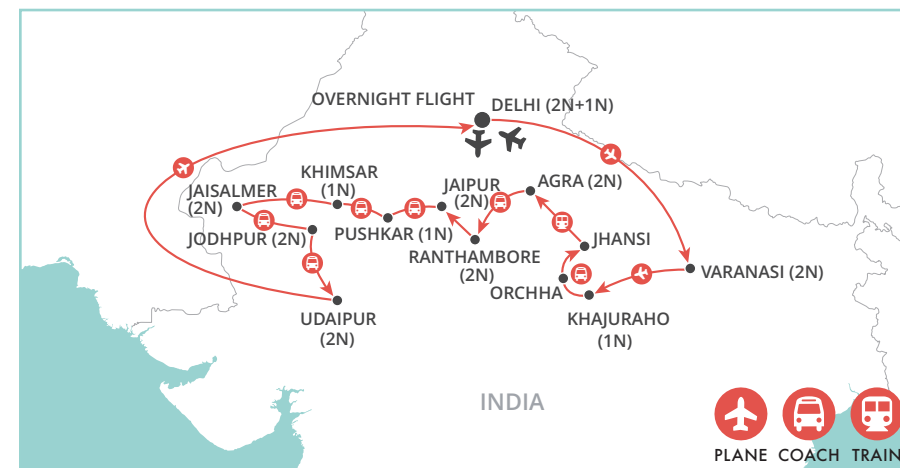 OVERNIGHT FLIGHT
DELHI (2N+1N)
KHIMSAR
(1N)
JAIPUR
(2N)
AGRA (2N)
JAISALMER
(2N)
JODHPUR (2N)
PUSHKAR (1N)
RANTHAMBORE
(2N)
JHANSI
VARANASI (2N)
ORCHHA
UDAIPUR
(2N)
KHAJURAHO
(1N)
INDIA
PLANE
COACH
TRAIN